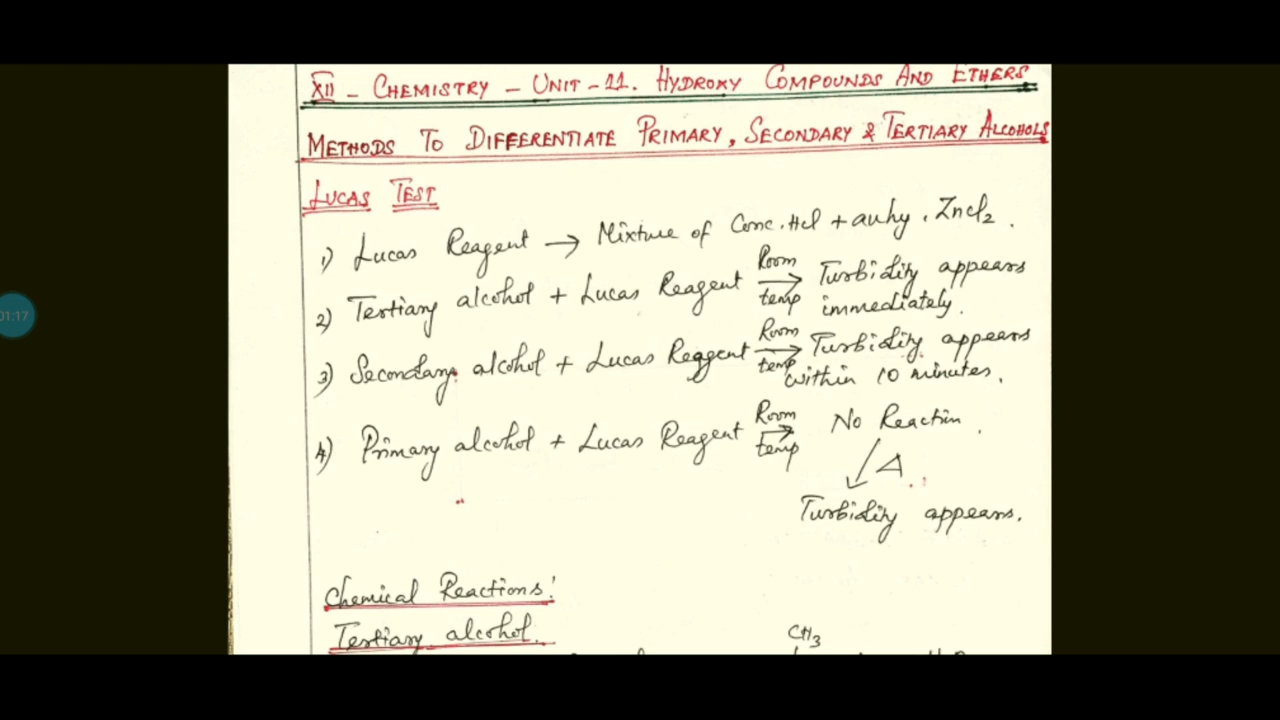 XII - CHEMISTRY - UNIT - 11. HYDROXY COMPOUNDS AND ETHERS
METHODS TO DIFFERENTIATE PRIMARY, SECONDARY & TERTIARY ALCOHOLS
LUCAS TEST
1) Lucas Reagent → Mixture of Conc. Hcl + anhy. Zncl2.
2) Tertiary alcohol + Lucas Reagent Room temp → Turbidity appears
immediately.
3) Secondary alcohol + Lucas Reagent Room temp → Turbidity appears
within 10 minutes.
4) Primary alcohol + Lucas Reagent Room temp → No Reaction.
↓ Δ
Turbidity appears.
Chemical Reactions:
Tertiary alcohol.
CH3
01:17